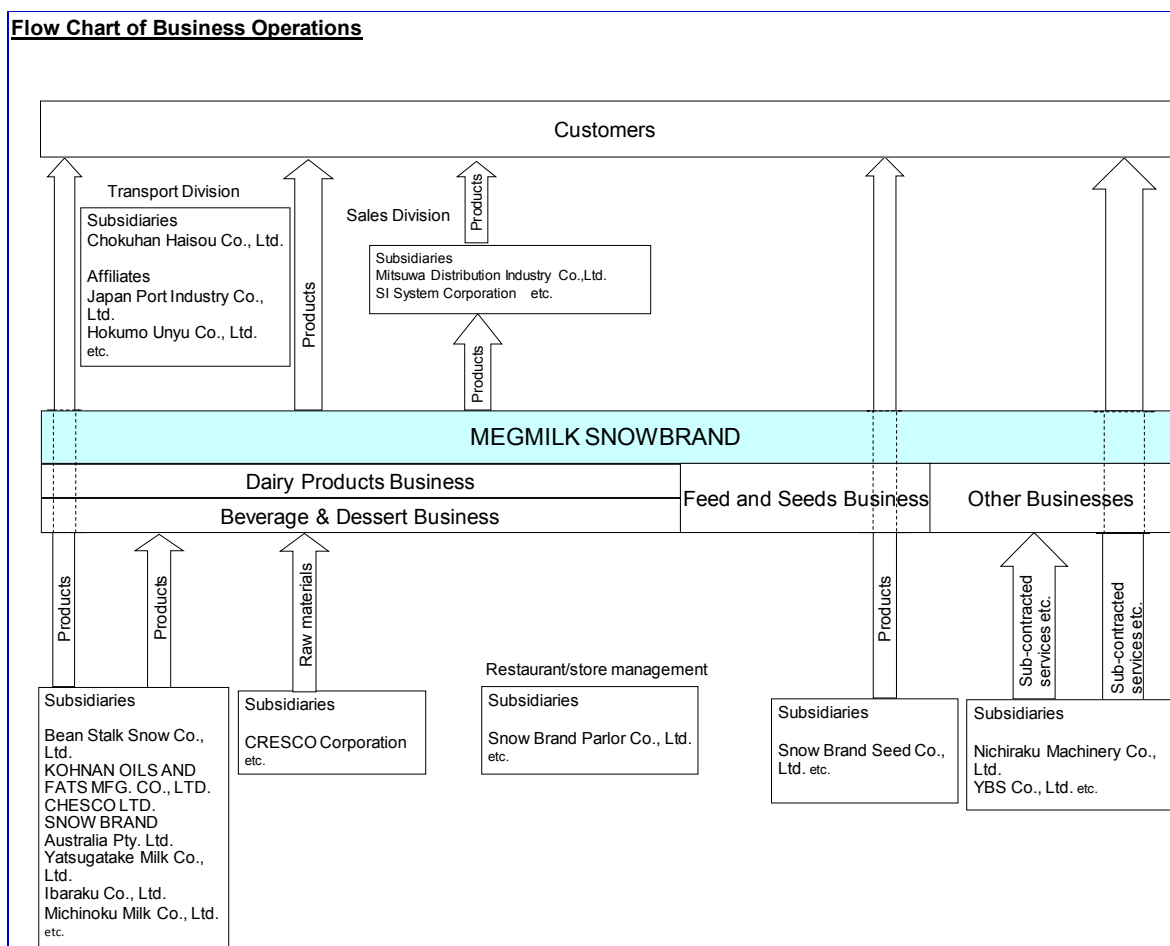 Flow Chart of Business Operations
Customers
Transport Division
Subsidiaries
Chokuhan Haisou Co., Ltd.
Affiliates
Japan Port Industry Co.,
Ltd.
Hokumo Unyu Co., Ltd.
etc.
Products
Sales Division
Products
Subsidiaries
Mitsuwa Distribution Industry Co.,Ltd.
SI System Corporation etc.
Products
MEGMILK SNOWBRAND
Dairy Products Business
Beverage & Dessert Business
Feed and Seeds Business
Other Businesses
Products
Products
Raw materials
Products
Sub-contracted
services etc.
Sub-contracted
services etc.
Subsidiaries
Bean Stalk Snow Co.,
Ltd.
KOHNAN OILS AND
FATS MFG. CO., LTD.
CHESCO LTD.
SNOW BRAND
Australia Pty. Ltd.
Yatsugatake Milk Co.,
Ltd.
Ibaraku Co., Ltd.
Michinoku Milk Co., Ltd.
etc.
Subsidiaries
CRESCO Corporation
etc.
Restaurant/store management
Subsidiaries
Snow Brand Parlor Co., Ltd.
etc.
Subsidiaries
Snow Brand Seed Co.,
Ltd. etc.
Subsidiaries
Nichiraku Machinery Co.,
Ltd.
YBS Co., Ltd. etc.